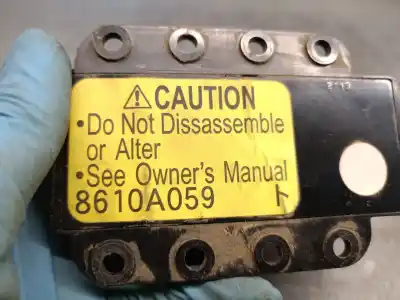 ⚠CAUTION
•Do Not Dissassemble
or Alter
•See Owner's Manual
8610A059